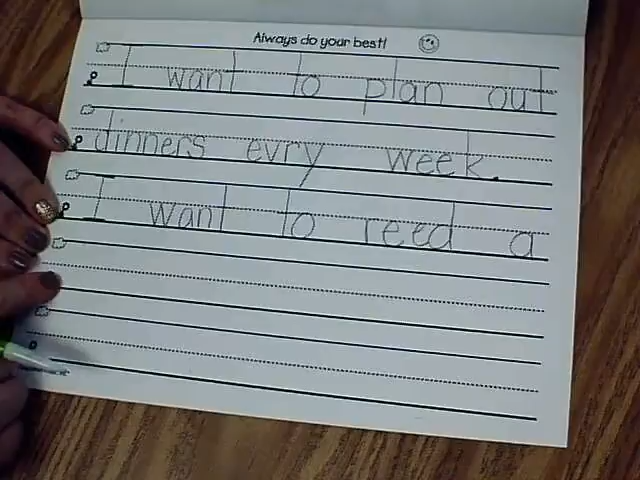 Always do your best!
I want to plan out
dinners evry week.
I want to reed a